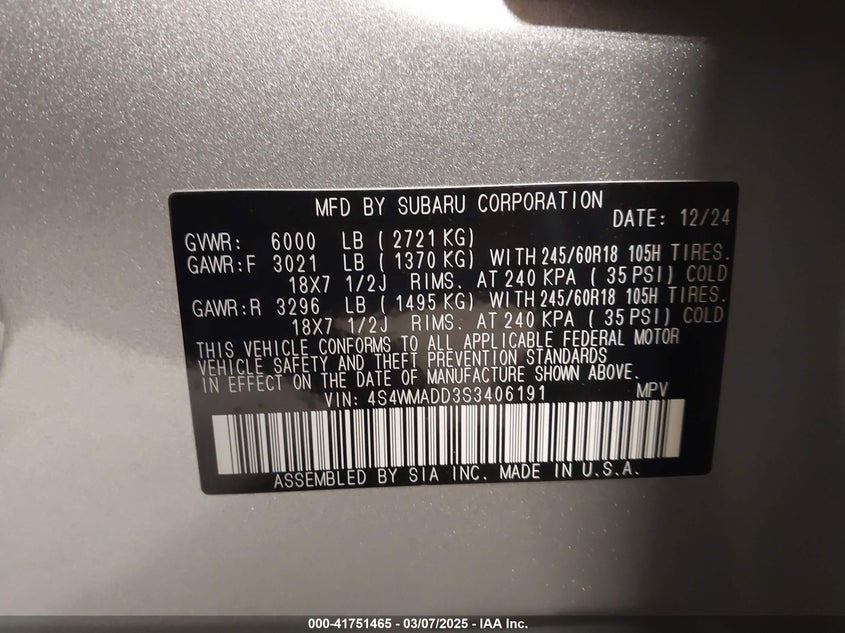 MFD BY SUBARU CORPORATION
DATE: 12/24
GVWR: 6000 LB ( 2721 KG)
GAWR:F 3021 LB ( 1370 KG) WITH 245/60R18 105H TIRES.
18X7 1/2J RIMS. AT 240 KPA ( 35 PSI) COLD
GAWR:R 3296 LB ( 1495 KG) WITH 245/60R18 105H TIRES.
18X7 1/2J RIMS. AT 240 KPA ( 35 PSI) COLD
THIS VEHICLE CONFORMS TO ALL APPLICABLE FEDERAL MOTOR
VEHICLE SAFETY AND THEFT PREVENTION STANDARDS
IN EFFECT ON THE DATE OF MANUFACTURE SHOWN ABOVE.
VIN: 4S4WMADD3S3406191 MPV
ASSEMBLED BY SIA INC. MADE IN U.S.A.
000-41751465 - 03/07/2025 - IAA Inc.